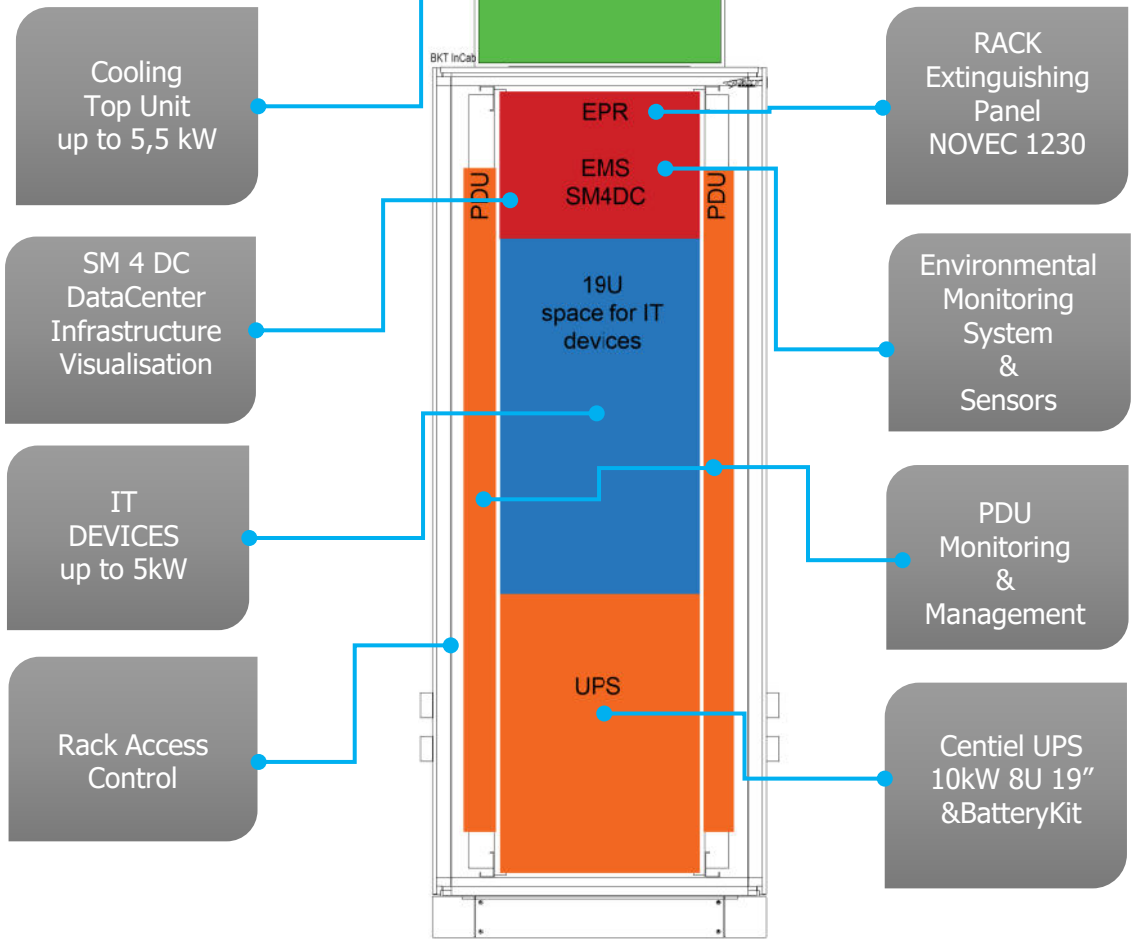 Cooling
Top Unit
up to 5,5 kW
SM 4 DC
DataCenter
Infrastructure
Visualisation
IT
DEVICES
up to 5kW
Rack Access
Control
BKT InCab
EPR
EMS
SM4DC
PDU
PDU
19U
space for IT
devices
UPS
RACK
Extinguishing
Panel
NOVEC 1230
Environmental
Monitoring
System
&
Sensors
PDU
Monitoring
&
Management
Centiel UPS
10kW 8U 19”
&BatteryKit